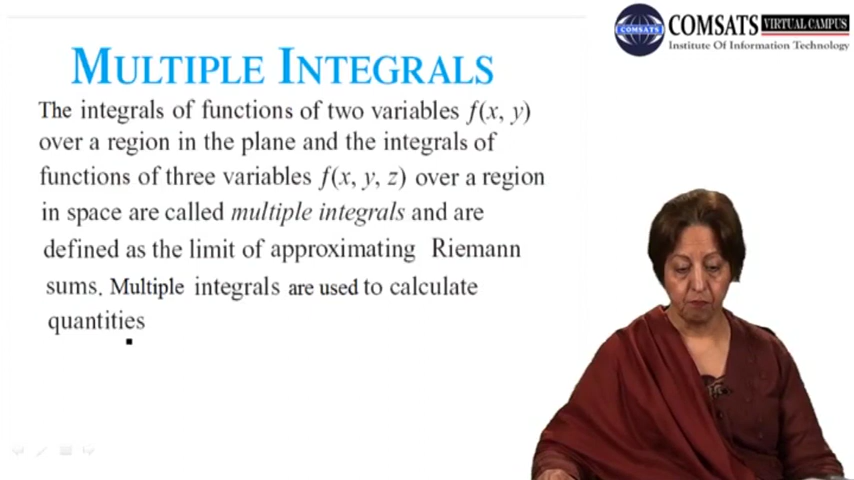 COMSATS VIRTUAL CAMPUS
COMSATS
Institute Of Information Technology
MULTIPLE INTEGRALS
The integrals of functions of two variables f(x, y)
over a region in the plane and the integrals of
functions of three variables f(x, y, z) over a region
in space are called multiple integrals and are
defined as the limit of approximating Riemann
sums. Multiple integrals are used to calculate
quantities